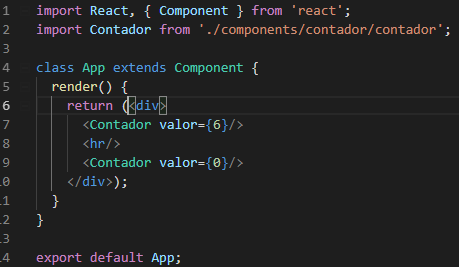 1 import React, { Component } from 'react';
2 import Contador from './components/contador/contador';
3
4 class App extends Component {
5   render() {
6     return (<div>
7       <Contador valor={6}/>
8       <hr/>
9       <Contador valor={0}/>
10     </div>);
11   }
12 }
13
14 export default App;